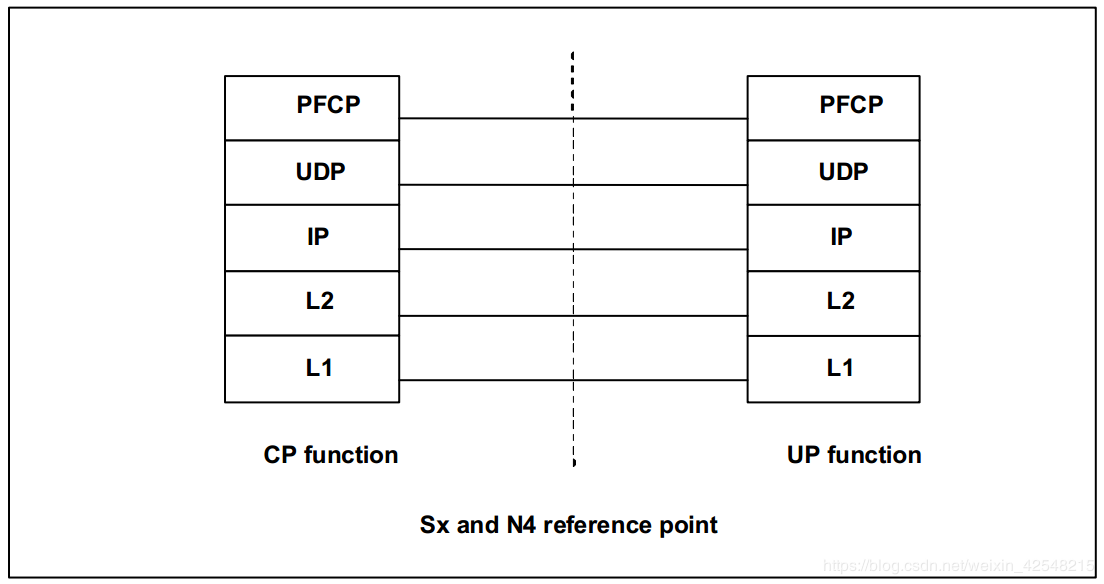 PFCP PFCP
UDP UDP
IP IP
L2 L2
L1 L1
CP function UP function
Sx and N4 reference point
https://blog.csdn.net/weixin_42548215